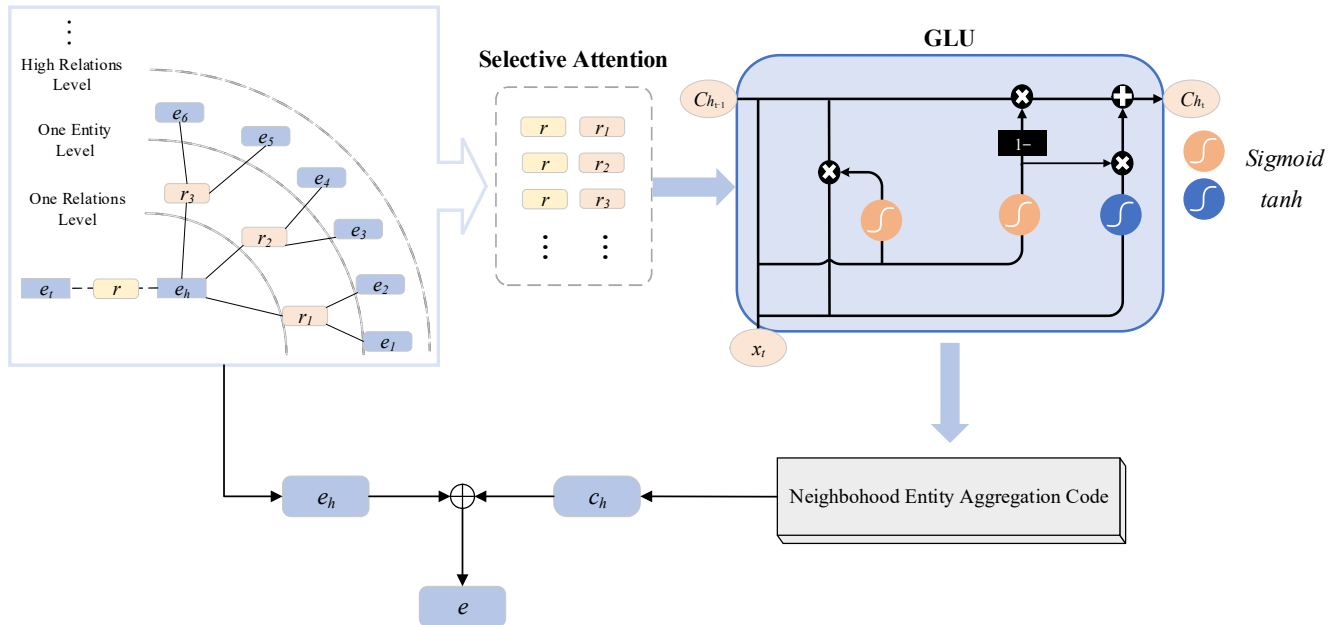 ⋮
High Relations
Level
One Entity
Level
One Relations
Level
e6
e5
r3
e4
r2
e3
et
r
eh
e2
r1
e1
Selective Attention
r r1
r r2
r r3
⋮ ⋮
GLU
Cht-1
Cht
1-
xt
Sigmoid
tanh
eh
ch
Neighbohood Entity Aggregation Code
e